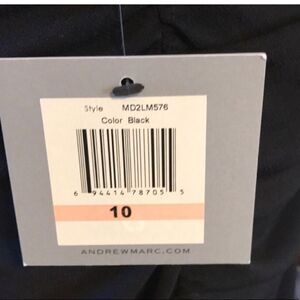 Style MD2LM576
Color Black
6 94414 78705 5
10
ANDREWMARC.COM